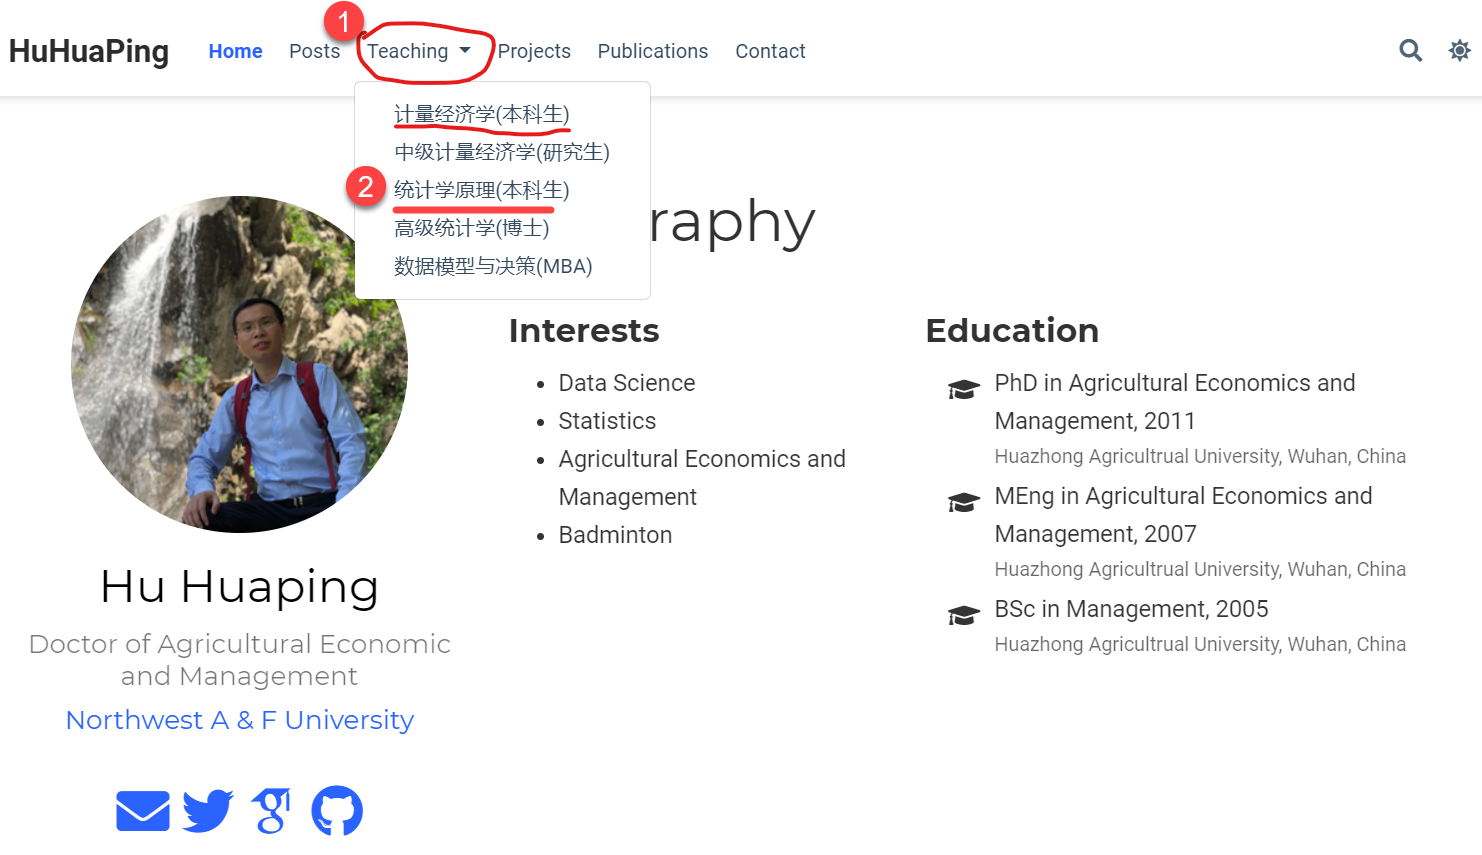 HuHuaPing
Home Posts Teaching Projects Publications Contact
1
计量经济学(本科生)
中级计量经济学(研究生)
2
统计学原理(本科生)
高级统计学(博士)
数据模型与决策(MBA)
raphy
Hu Huaping
Doctor of Agricultural Economic
and Management
Northwest A & F University
Interests
Data Science
Statistics
Agricultural Economics and
Management
Badminton
Education
PhD in Agricultural Economics and
Management, 2011
Huazhong Agricultrual University, Wuhan, China
MEng in Agricultural Economics and
Management, 2007
Huazhong Agricultrual University, Wuhan, China
BSc in Management, 2005
Huazhong Agricultrual University, Wuhan, China